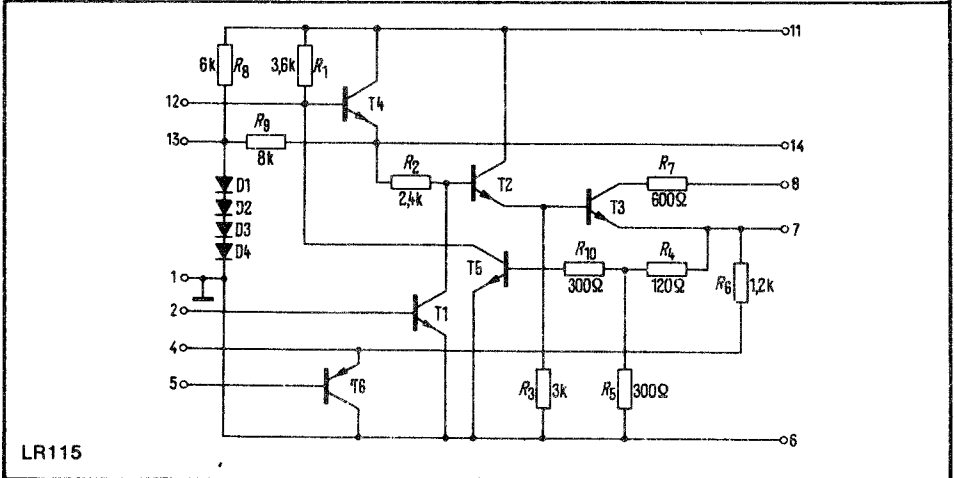 11
6k R8
3,6k R1
12
T4
13
R9
8k
14
R2
2,4k
T2
R7
600Ω
8
D1
D2
D3
D4
T3
7
T5
R10
300Ω
R4
120Ω
R6 1,2k
1
2
T1
4
5
T6
R3 3k
R5 300Ω
6
LR115